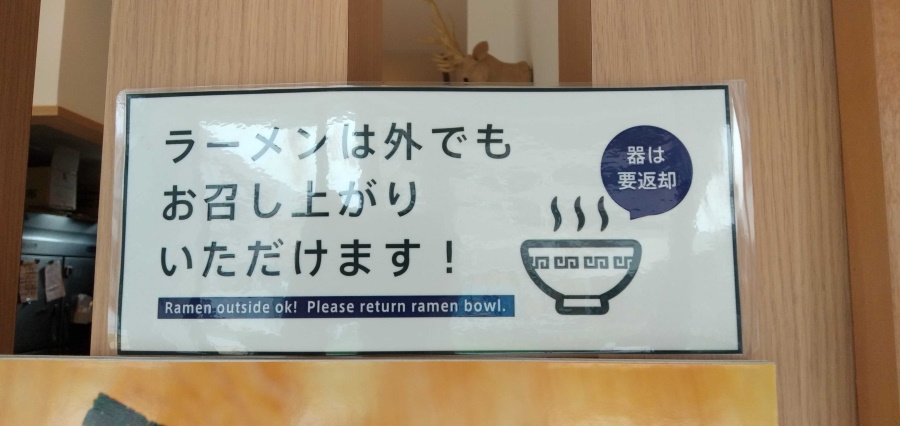 ラーメンは外でも
お召し上がり
いただけます！
Ramen outside ok! Please return ramen bowl.
器は
要返却